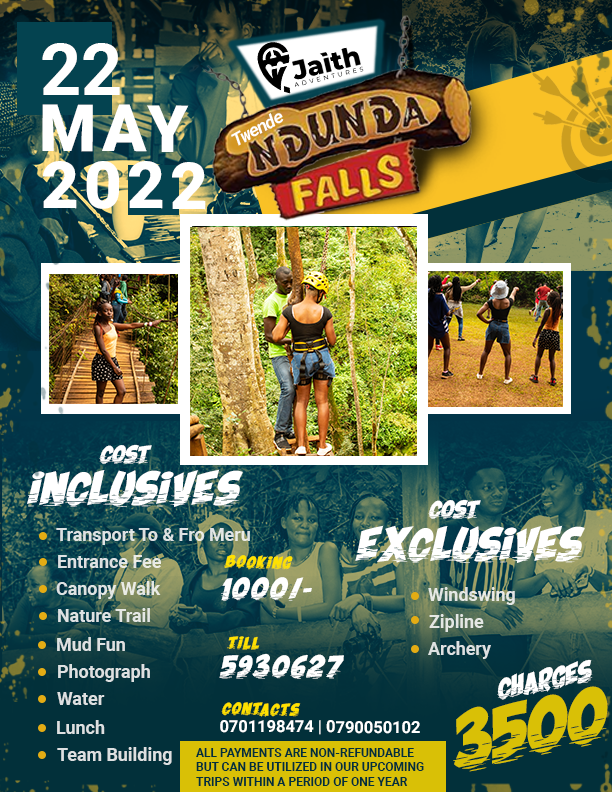 22
MAY
2022
Jaith
ADVENTURES
Twende
NDUNDA
FALLS
COST
INCLUSIVES
Transport To & Fro Meru
Entrance Fee
Canopy Walk
Nature Trail
Mud Fun
Photograph
Water
Lunch
Team Building
BOOKING
1000/-
TILL
5930627
CONTACTS
0701198474 | 0790050102
COST
EXCLUSIVES
Windswing
Zipline
Archery
CHARGES
3500
ALL PAYMENTS ARE NON-REFUNDABLE
BUT CAN BE UTILIZED IN OUR UPCOMING
TRIPS WITHIN A PERIOD OF ONE YEAR